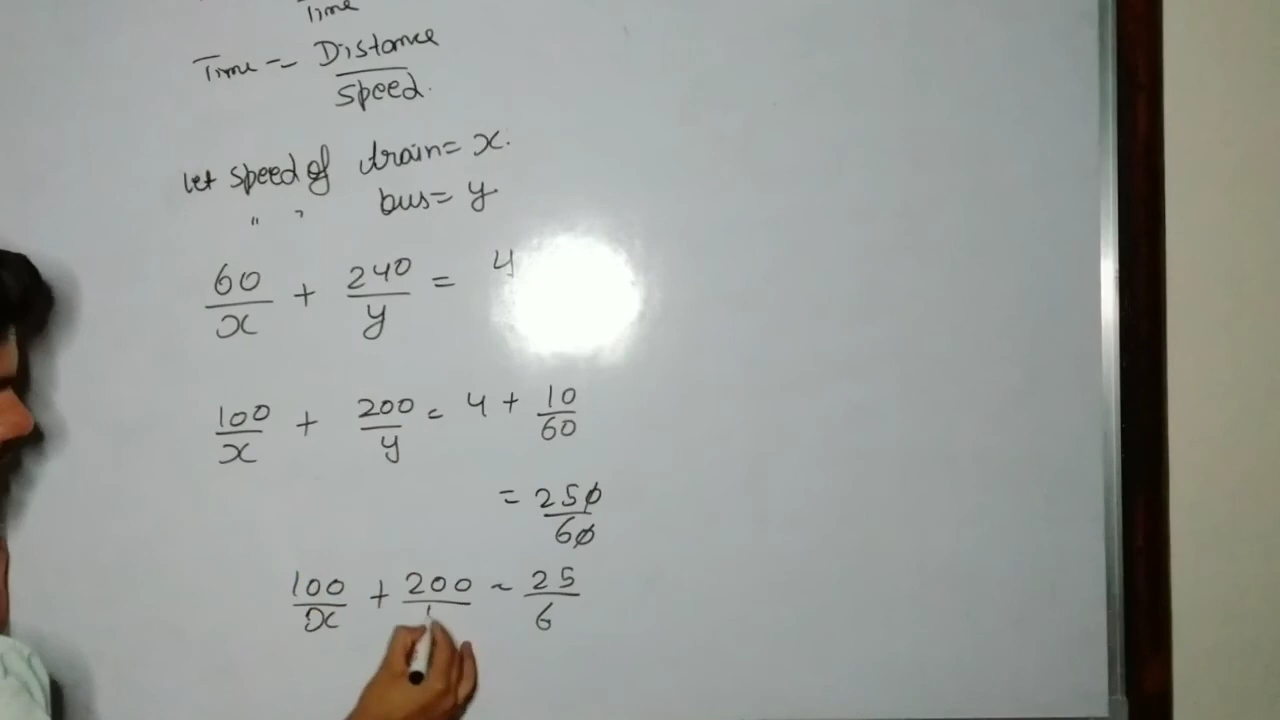 Time
Time = Distance
Speed.
let speed of train = x.
" " bus = y
60/x + 240/y = 4
100/x + 200/y = 4 + 10/60
= 250/60
100/x + 200/ = 25/6